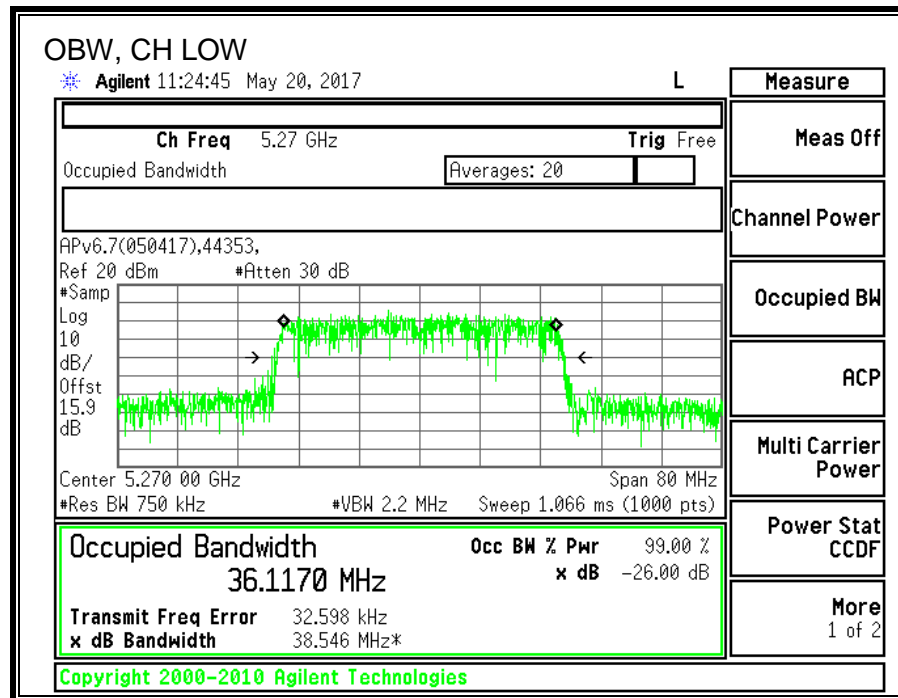 OBW, CH LOW
Agilent 11:24:45 May 20, 2017 L
Measure
Ch Freq 5.27 GHz Trig Free
Occupied Bandwidth Averages: 20
APv6.7(050417),44353,
Ref 20 dBm #Atten 30 dB
#Samp
Log
10
dB/
Offst
15.9
dB
Center 5.270 00 GHz Span 80 MHz
#Res BW 750 kHz #VBW 2.2 MHz Sweep 1.066 ms (1000 pts)
Occupied Bandwidth Occ BW % Pwr 99.00 %
36.1170 MHz x dB -26.00 dB
Transmit Freq Error 32.598 kHz
x dB Bandwidth 38.546 MHz*
Copyright 2000-2010 Agilent Technologies
Meas Off
Channel Power
Occupied BW
ACP
Multi Carrier
Power
Power Stat
CCDF
More
1 of 2